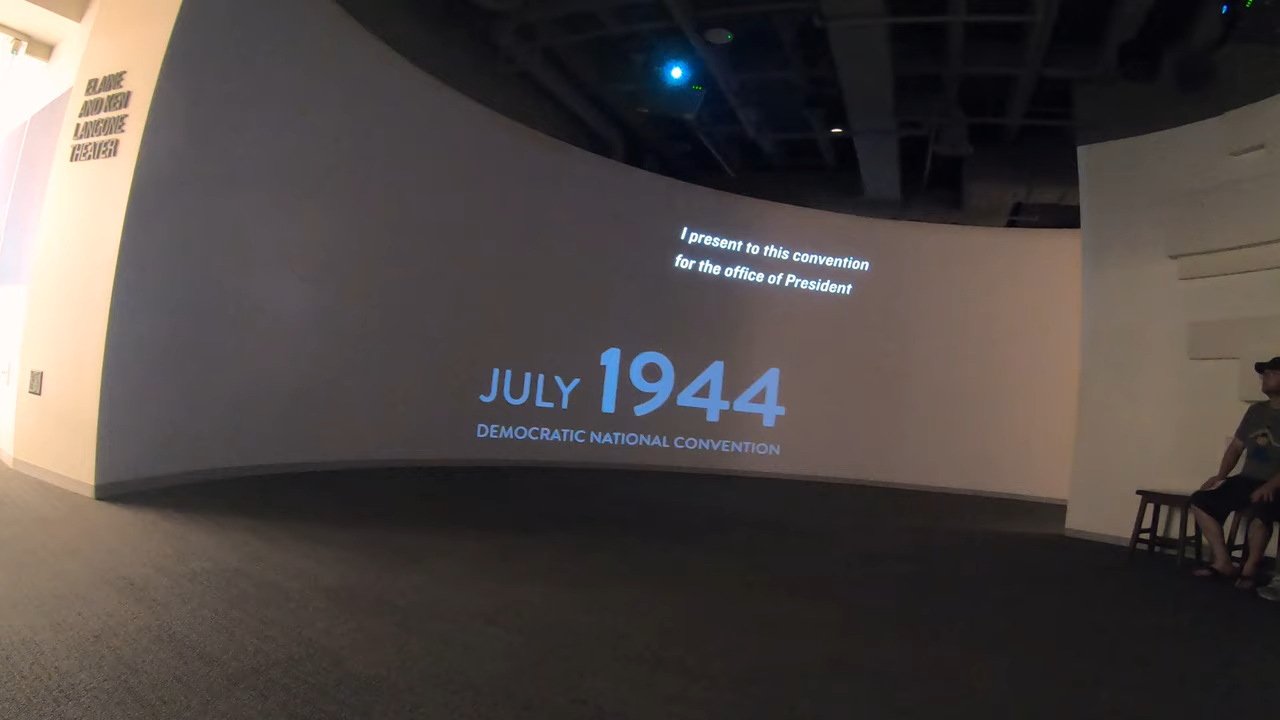 ELAINE
AND KEN
LANGONE
THEATER
I present to this convention
for the office of President
JULY 1944
DEMOCRATIC NATIONAL CONVENTION